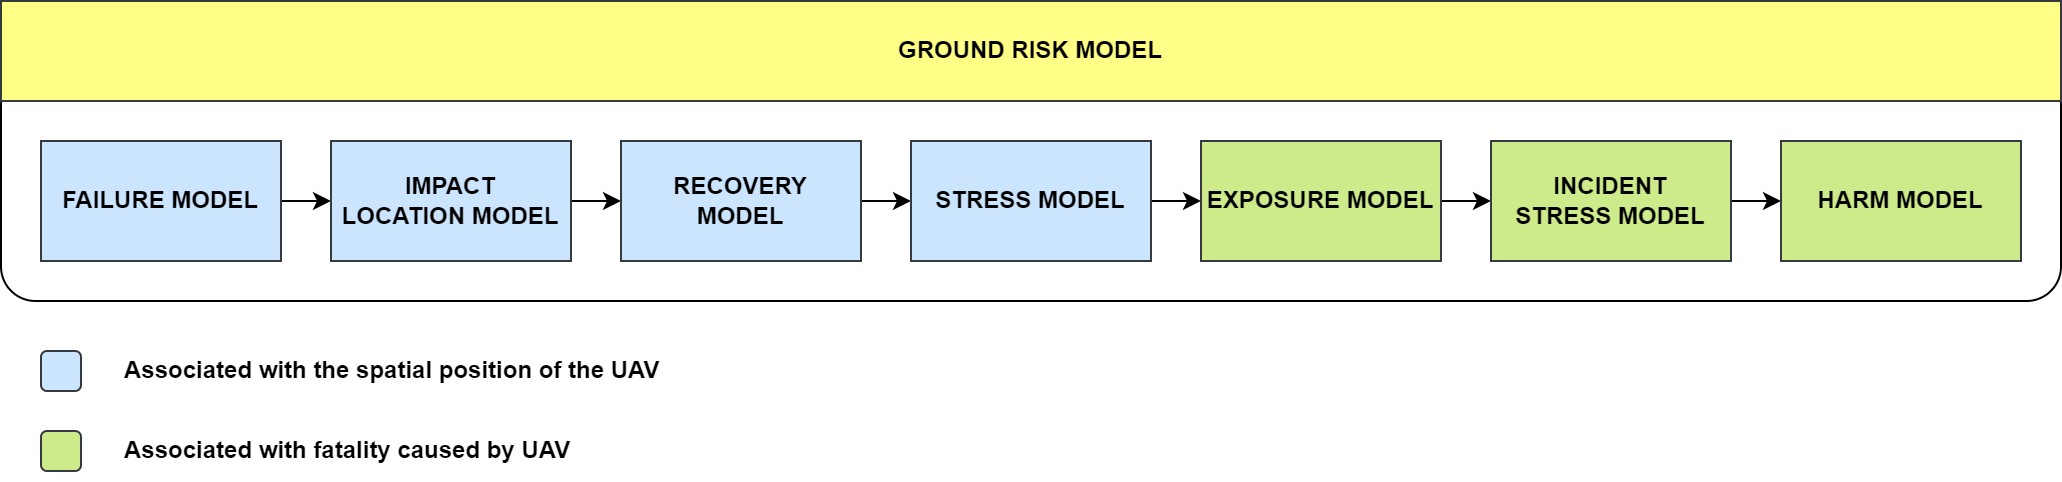 GROUND RISK MODEL
FAILURE MODEL
IMPACT
LOCATION MODEL
RECOVERY
MODEL
STRESS MODEL
EXPOSURE MODEL
INCIDENT
STRESS MODEL
HARM MODEL
Associated with the spatial position of the UAV
Associated with fatality caused by UAV